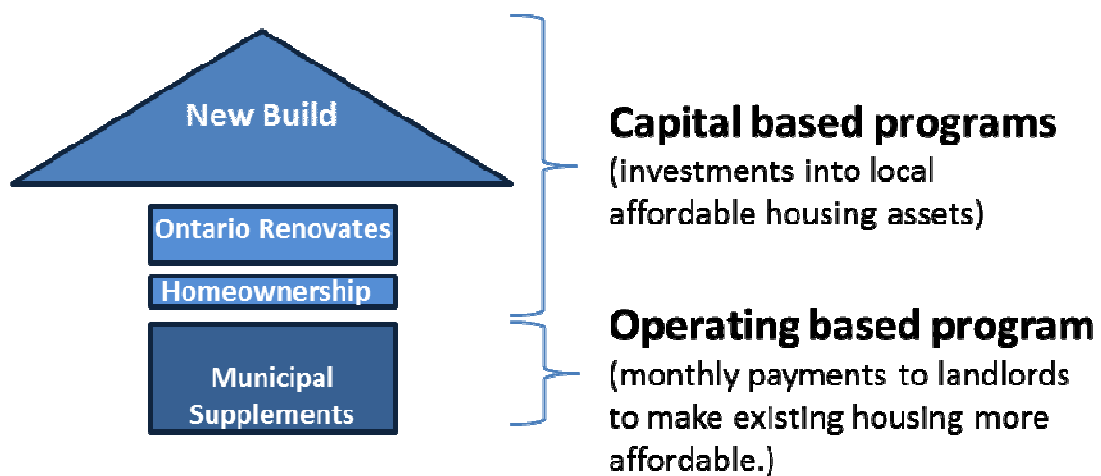 New Build
Ontario Renovates
Homeownership
Municipal
Supplements
Capital based programs
(investments into local
affordable housing assets)
Operating based program
(monthly payments to landlords
to make existing housing more
affordable.)